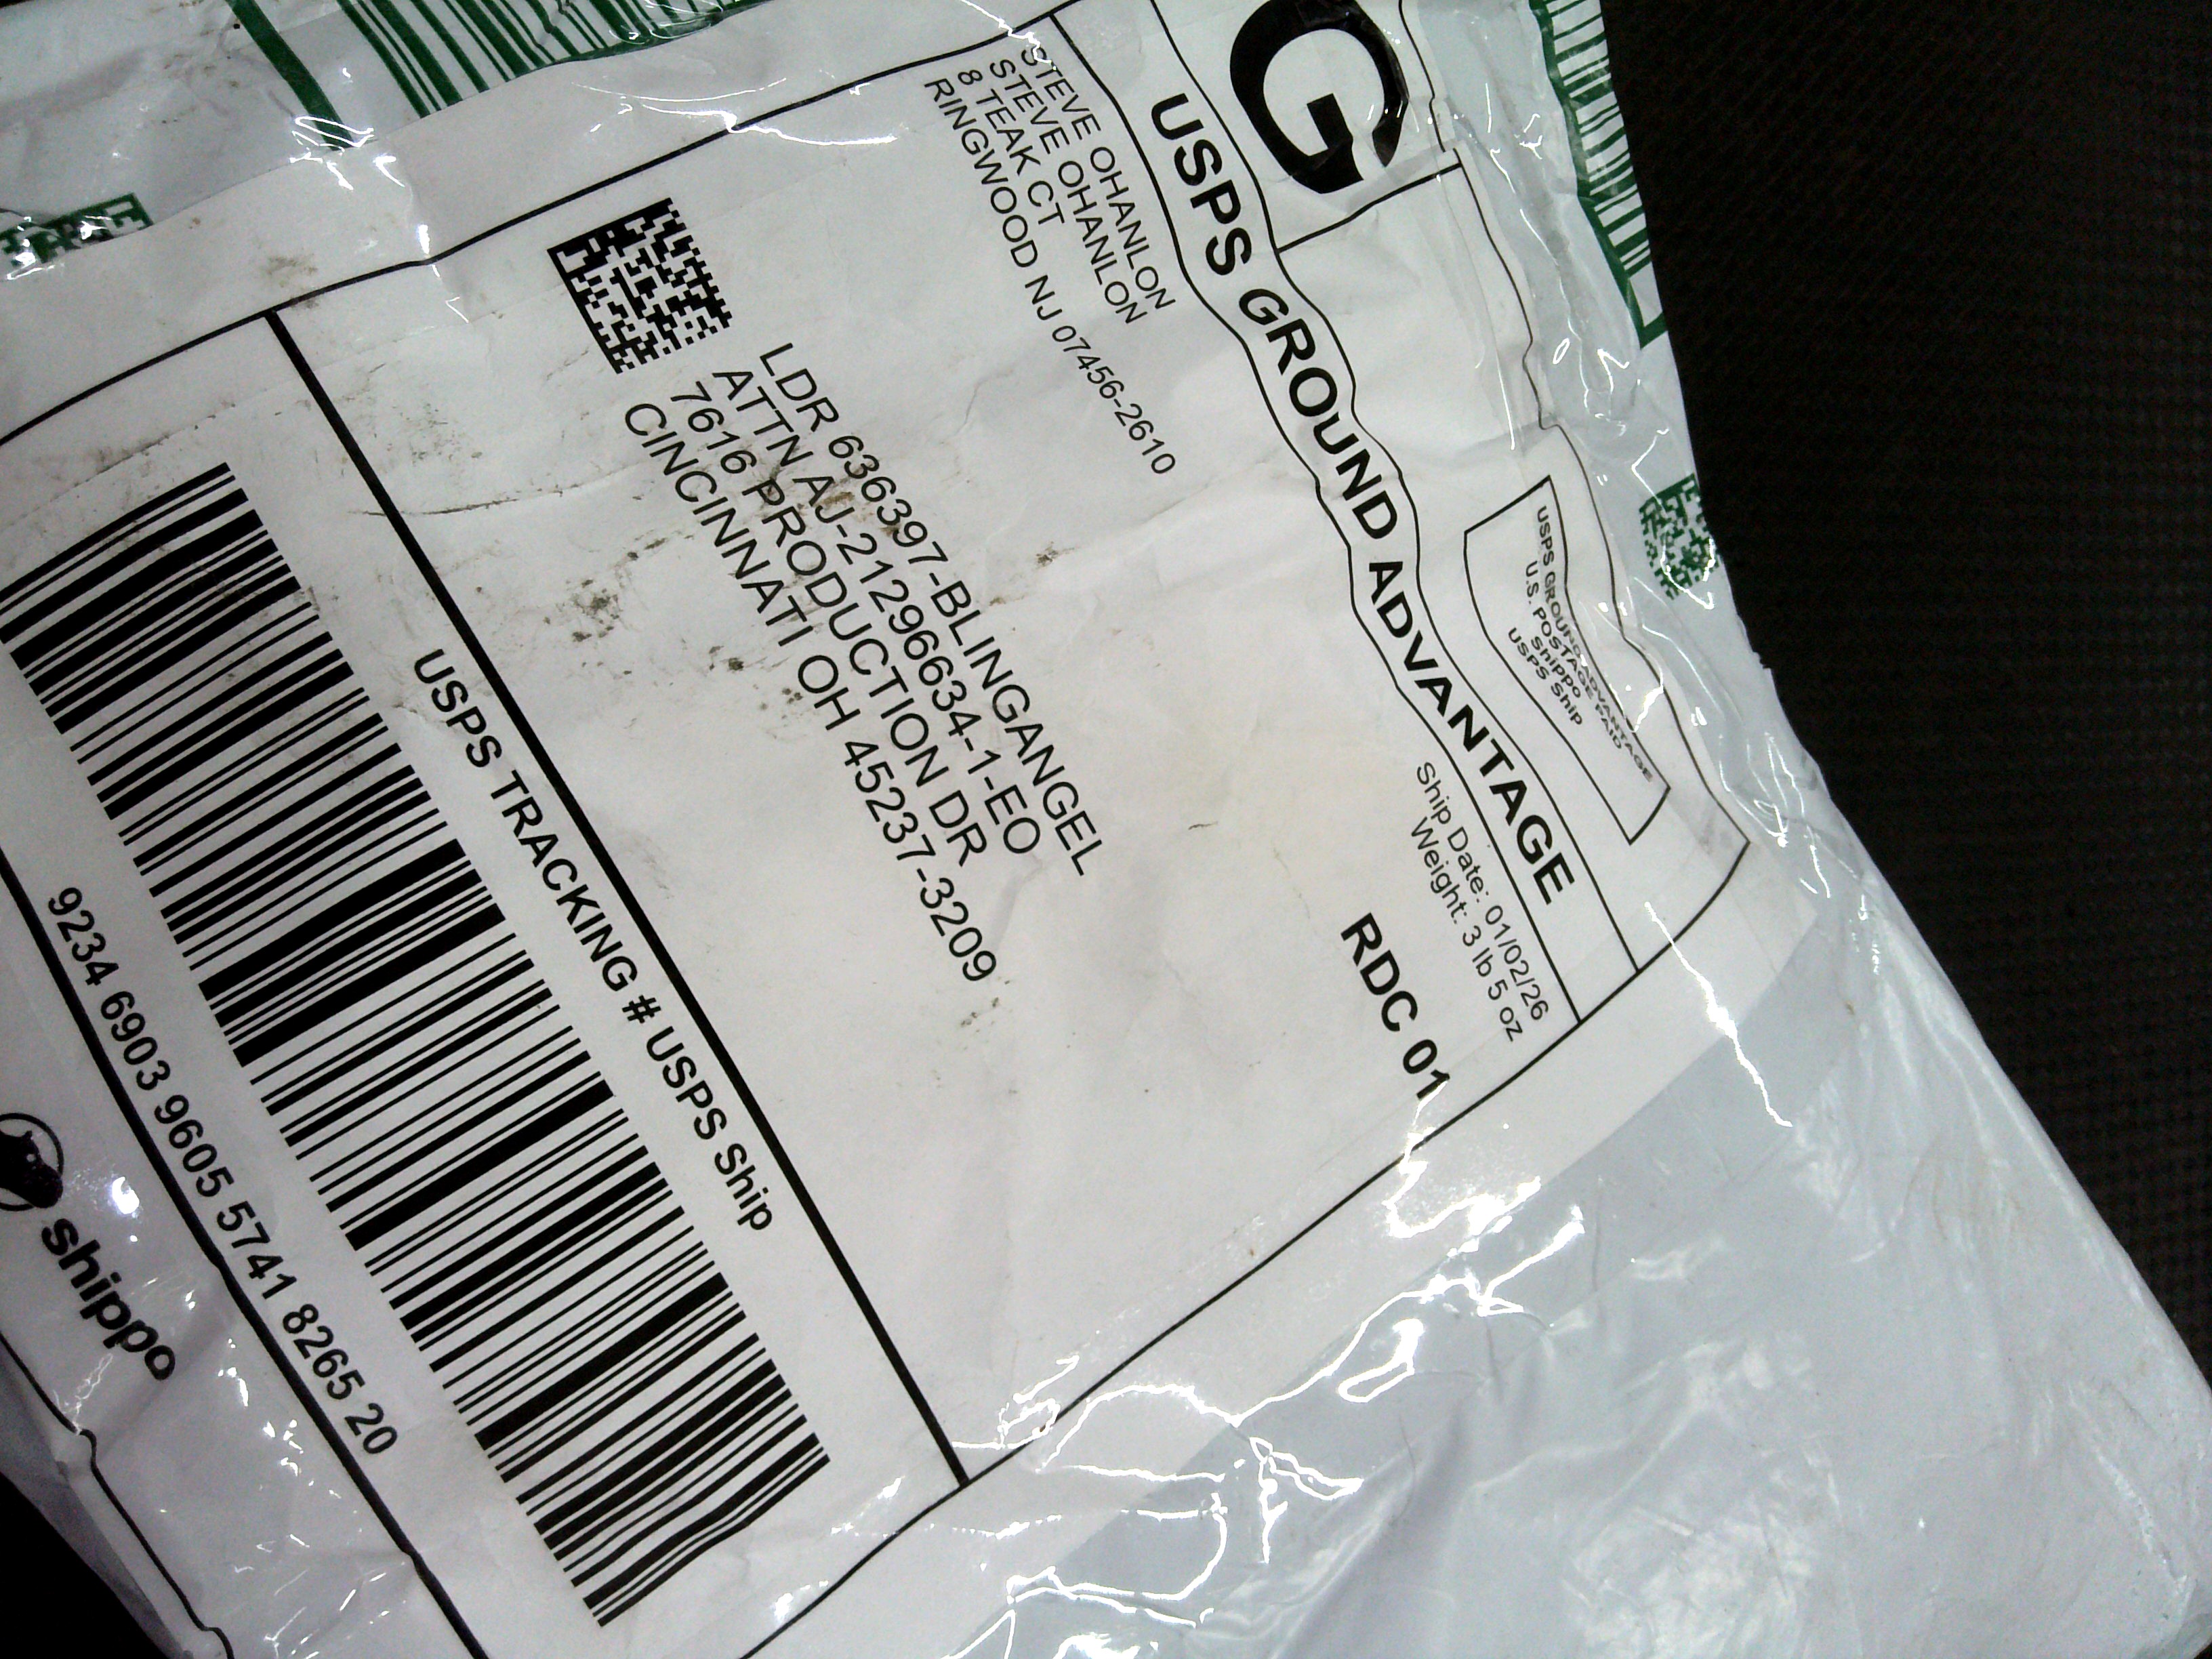 G
USPS GROUND ADVANTAGE
U.S. POSTAGE PAID
Shippo
USPS Ship
USPS GROUND ADVANTAGE
STEVE OHANLON
STEVE OHANLON
8 TEAK CT
RINGWOOD NJ 07456-2610
Ship Date: 01/02/26
Weight: 3 lb 5 oz
RDC 01
LDR 636397-BLINGANGEL
ATTN AJ-21296634-1-EO
7616 PRODUCTION DR
CINCINNATI OH 45237-3209
USPS TRACKING # USPS Ship
9234 6903 9605 5741 8265 20
shippo